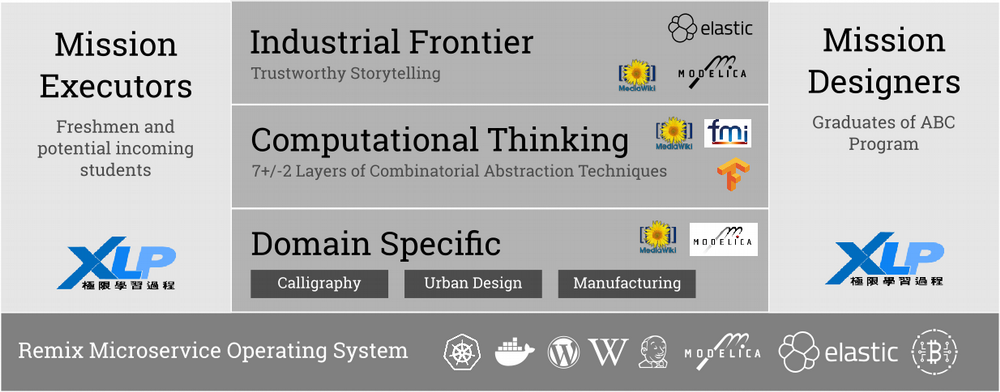 Mission
Executors
Freshmen and
potential incoming
students
XLP
極限學習過程
Industrial Frontier
Trustworthy Storytelling
elastic
MediaWiki
MODELICA
Computational Thinking
7+/-2 Layers of Combinatorial Abstraction Techniques
MediaWiki
fmi
Domain Specific
MediaWiki
MODELICA
Calligraphy
Urban Design
Manufacturing
Mission
Designers
Graduates of ABC
Program
XLP
極限學習過程
Remix Microservice Operating System
W
W
MODELICA
elastic
B